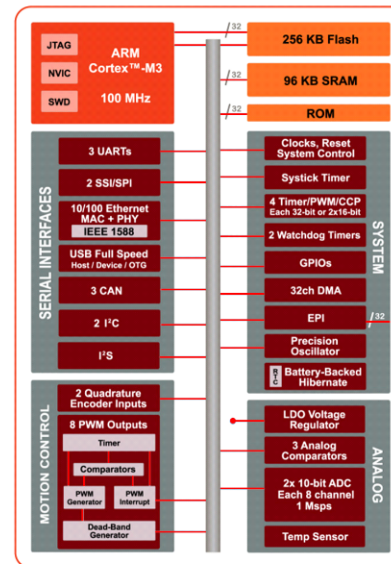 JTAG
NVIC
SWD
ARM
Cortex™-M3
100 MHz
32
256 KB Flash
32
96 KB SRAM
32
ROM
SERIAL INTERFACES
3 UARTs
2 SSI/SPI
10/100 Ethernet
MAC + PHY
IEEE 1588
USB Full Speed
Host / Device / OTG
3 CAN
2 I²C
I²S
SYSTEM
Clocks, Reset
System Control
Systick Timer
4 Timer/PWM/CCP
Each 32-bit or 2x16-bit
2 Watchdog Timers
GPIOs
32ch DMA
EPI
32
Precision
Oscillator
RTC
Battery-Backed
Hibernate
MOTION CONTROL
2 Quadrature
Encoder Inputs
8 PWM Outputs
Timer
Comparators
PWM
Generator
PWM
Interrupt
Dead-Band
Generator
ANALOG
LDO Voltage
Regulator
3 Analog
Comparators
2x 10-bit ADC
Each 8 channel
1 Msps
Temp Sensor